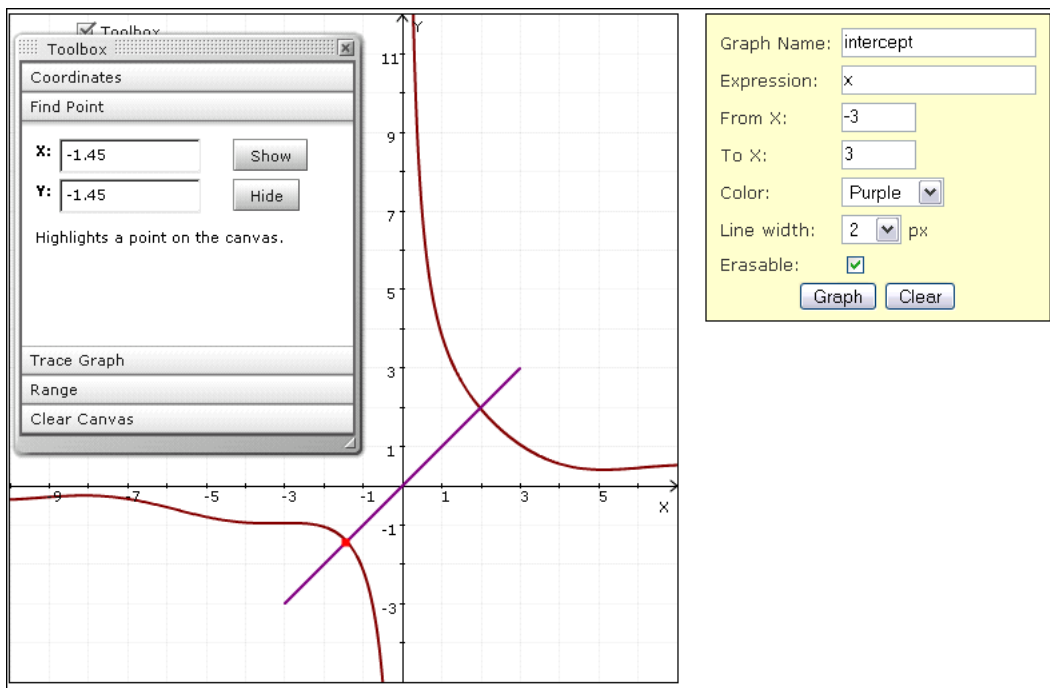 Toolbox
Toolbox
Coordinates
Find Point
X: -1.45 Show
Y: -1.45 Hide
Highlights a point on the canvas.
Trace Graph
Range
Clear Canvas
Y
11
9
7
5
3
1
-9 -7 -5 -3 -1 1 3 5
X
-1
-3
Graph Name: intercept
Expression: x
From X: -3
To X: 3
Color: Purple
Line width: 2 px
Erasable:
Graph Clear